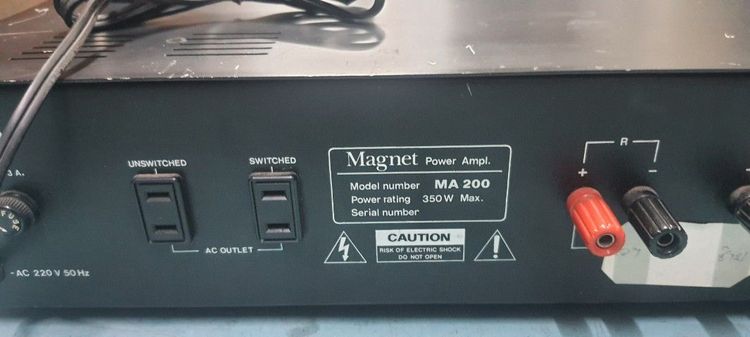 3 A.
FUSE
- AC 220 V 50 Hz
UNSWITCHED
SWITCHED
AC OUTLET
Magnet Power Ampl.
Model number MA 200
Power rating 350 W Max.
Serial number
CAUTION
RISK OF ELECTRIC SHOCK
DO NOT OPEN
R
+ -